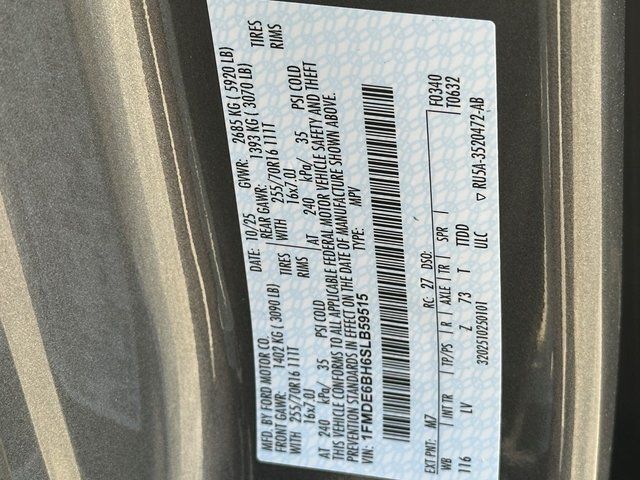 MFD. BY FORD MOTOR CO.
DATE: 10/25 GVWR: 2685 KG ( 5920 LB)
FRONT GAWR: 1402 KG ( 3090 LB) REAR GAWR: 1393 KG ( 3070 LB)
WITH 255/70R16 111T TIRES WITH 255/70R16 111T TIRES
16x7.0J RIMS 16x7.0J RIMS
AT 240 kPa/ 35 PSI COLD AT 240 kPa/ 35 PSI COLD
THIS VEHICLE CONFORMS TO ALL APPLICABLE FEDERAL MOTOR VEHICLE SAFETY AND THEFT
PREVENTION STANDARDS IN EFFECT ON THE DATE OF MANUFACTURE SHOWN ABOVE.
VIN: 1FMDE6BH6SLB59515 TYPE: MPV
F0340
T0632
EXT PNT: M7 RC: 27 DSO:
WB INT TR TP/PS R AXLE TR SPR
116 LV Z 73 T TTDD
3202510250101 ULC RU5A-3520472-AB